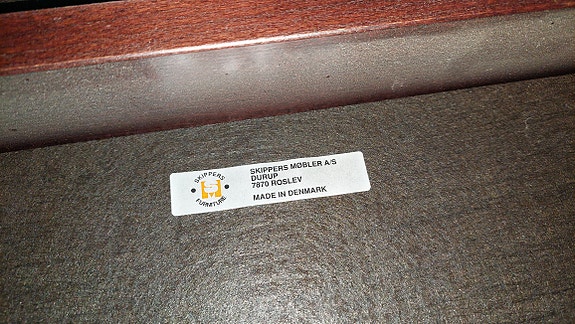 SKIPPERS
S
FURNITURE
SKIPPERS MØBLER A/S
DURUP
7870 ROSLEV
MADE IN DENMARK